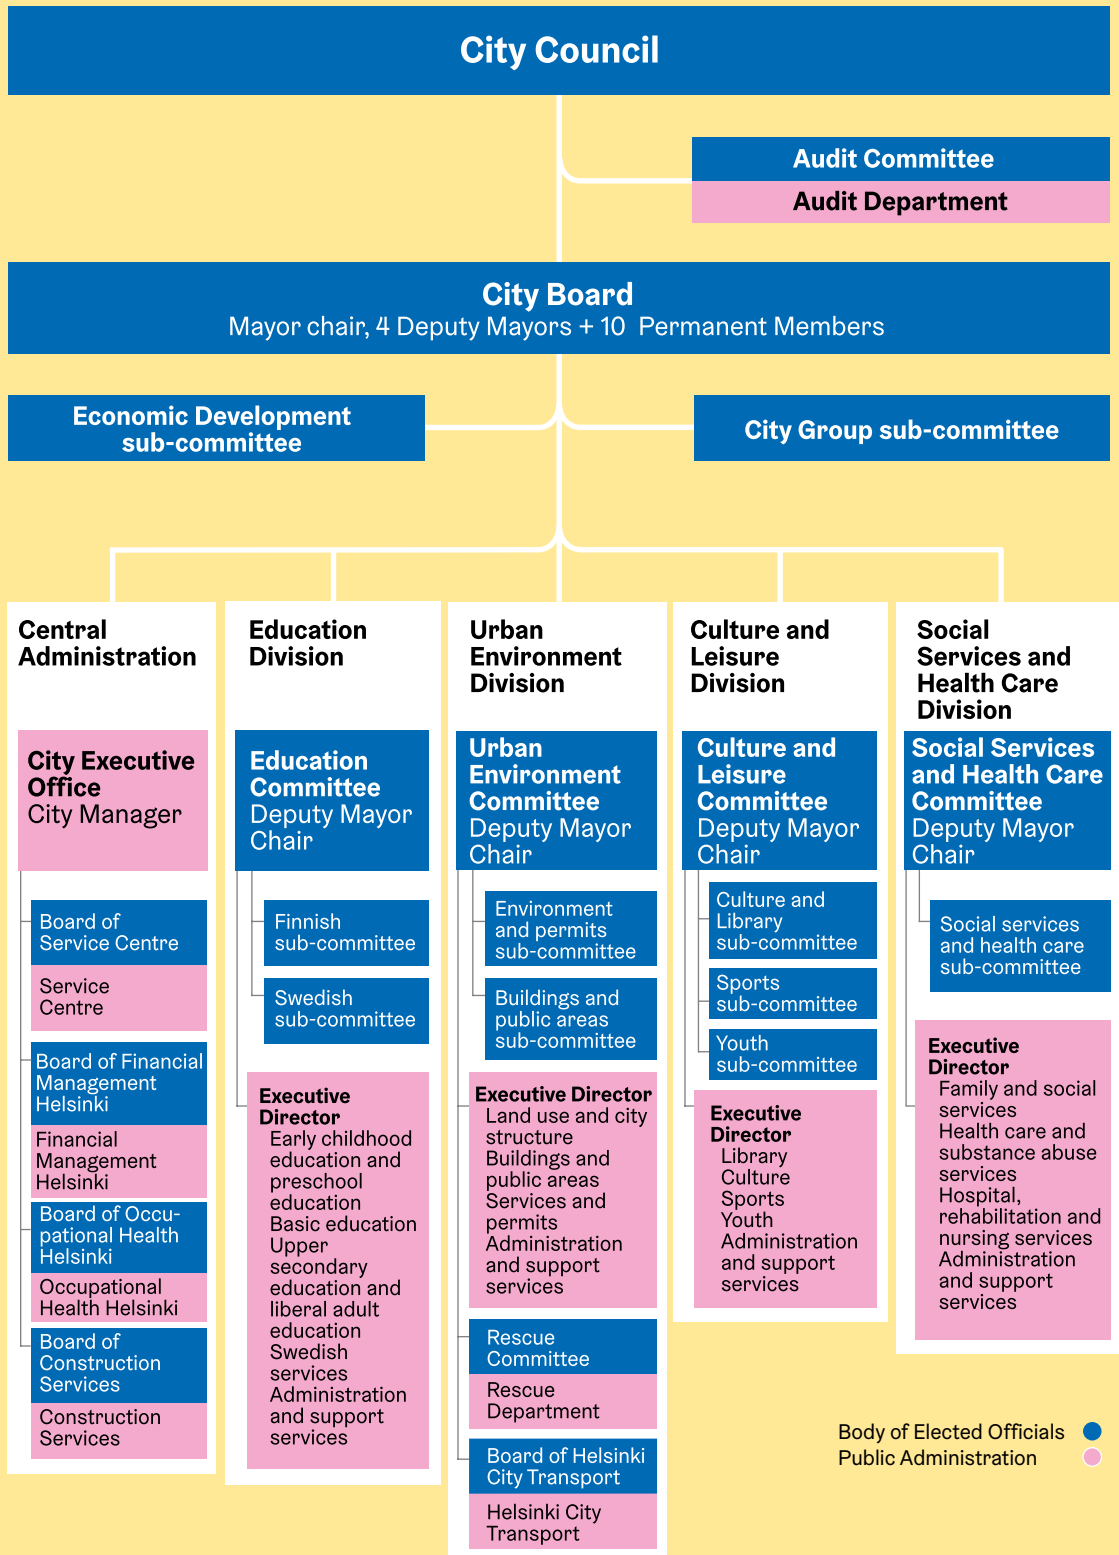 City Council
Audit Committee
Audit Department
City Board
Mayor chair, 4 Deputy Mayors + 10 Permanent Members
Economic Development
sub-committee
City Group sub-committee
Central
Administration
City Executive
Office
City Manager
Board of
Service Centre
Service
Centre
Board of Financial
Management
Helsinki
Financial
Management
Helsinki
Board of Occu-
pational Health
Helsinki
Occupational
Health Helsinki
Board of
Construction
Services
Construction
Services
Education
Division
Education
Committee
Deputy Mayor
Chair
Finnish
sub-committee
Swedish
sub-committee
Executive
Director
Early childhood
education and
preschool
education
Basic education
Upper
secondary
education and
liberal adult
education
Swedish
services
Administration
and support
services
Urban
Environment
Division
Urban
Environment
Committee
Deputy Mayor
Chair
Environment
and permits
sub-committee
Buildings and
public areas
sub-committee
Executive Director
Land use and city
structure
Buildings and
public areas
Services and
permits
Administration
and support
services
Rescue
Committee
Rescue
Department
Board of Helsinki
City Transport
Helsinki City
Transport
Culture and
Leisure
Division
Culture and
Leisure
Committee
Deputy Mayor
Chair
Culture and
Library
sub-committee
Sports
sub-committee
Youth
sub-committee
Executive
Director
Library
Culture
Sports
Youth
Administration
and support
services
Social
Services and
Health Care
Division
Social Services
and Health Care
Committee
Deputy Mayor
Chair
Social services
and health care
sub-committee
Executive
Director
Family and social
services
Health care and
substance abuse
services
Hospital,
rehabilitation and
nursing services
Administration
and support
services
Body of Elected Officials
Public Administration